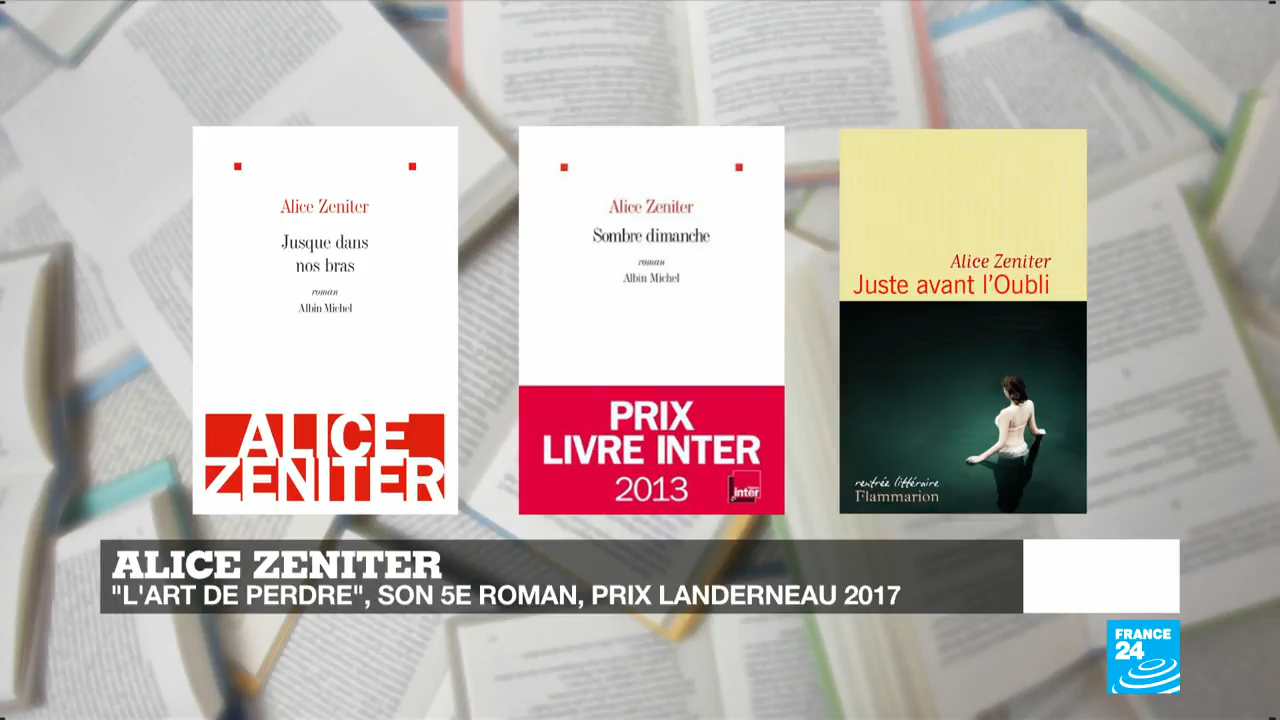 Alice Zeniter
Jusque dans
nos bras
roman
Albin Michel
ALICE
ZENITER
Alice Zeniter
Sombre dimanche
roman
Albin Michel
PRIX
LIVRE INTER
2013
inter
Alice Zeniter
Juste avant l'Oubli
rentrée littéraire
Flammarion
ALICE ZENITER
"L'ART DE PERDRE", SON 5E ROMAN, PRIX LANDERNEAU 2017
FRANCE
24